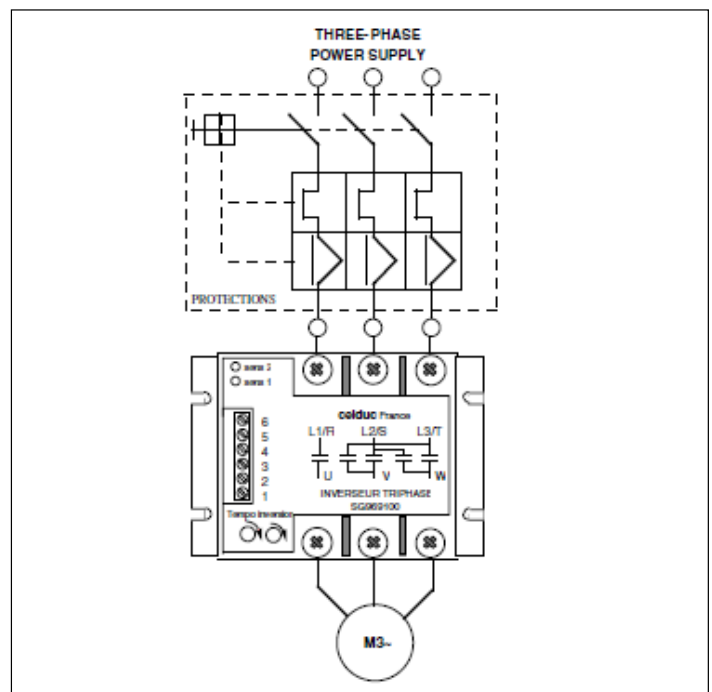 THREE-PHASE
POWER SUPPLY
PROTECTIONS
sens 2
sens 1
celduc France
6
L1/R L2/S L3/T
5
4
3
2
U V W
1
INVERSEUR TRIPHASE
SG969100
Tempo Inversion
M3~